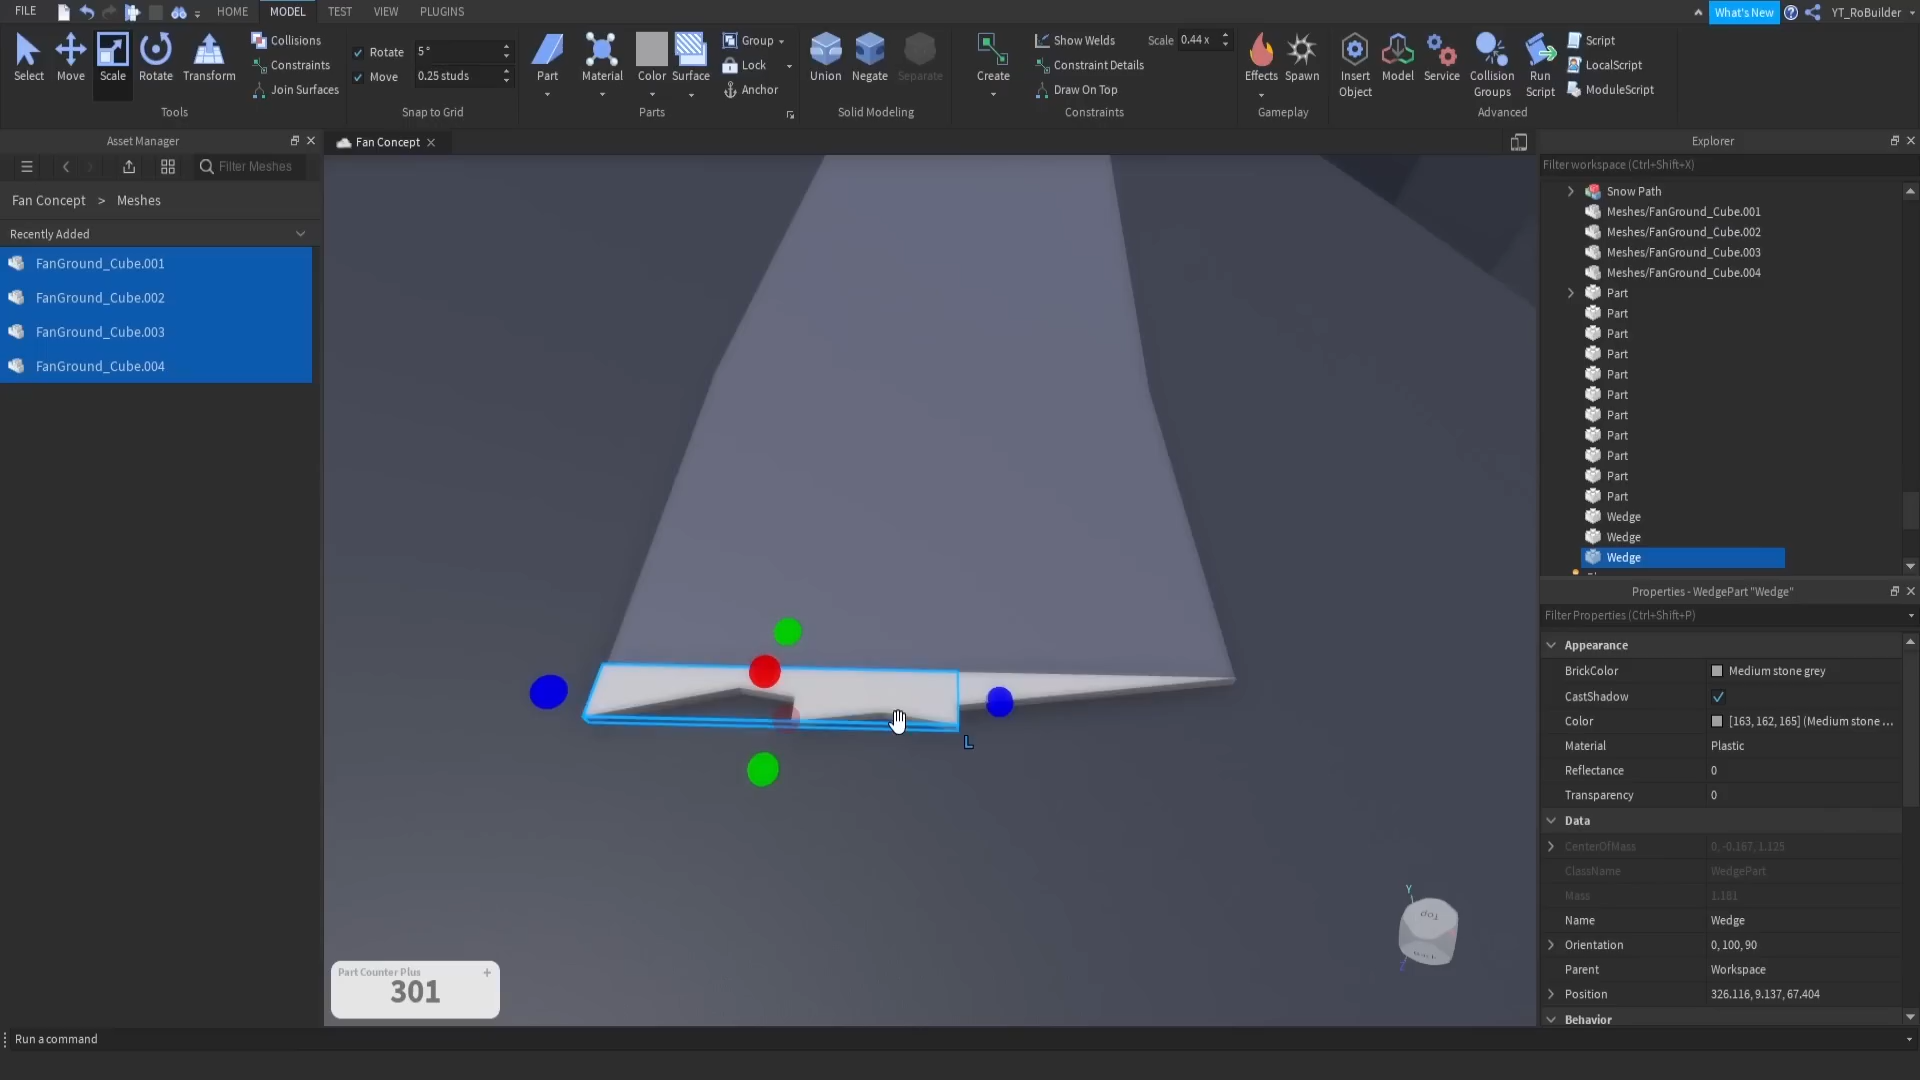 FILE
HOME
MODEL
TEST
VIEW
PLUGINS
What's New
YT_RoBuilder
Select
Move
Scale
Rotate
Transform
Tools
Collisions
Constraints
Join Surfaces
Rotate
5 °
Move
0.25 studs
Snap to Grid
Part
Material
Color
Surface
Group
Lock
Anchor
Parts
Union
Negate
Separate
Solid Modeling
Create
Show Welds
Scale
0.44 x
Constraint Details
Draw On Top
Constraints
Effects
Spawn
Gameplay
Insert
Object
Model
Service
Collision
Groups
Run
Script
Script
LocalScript
ModuleScript
Advanced
Asset Manager
Filter Meshes
Fan Concept > Meshes
Recently Added
FanGround_Cube.001
FanGround_Cube.002
FanGround_Cube.003
FanGround_Cube.004
Fan Concept
L
Y
Top
Z
Part Counter Plus
+
301
Explorer
Filter workspace (Ctrl+Shift+X)
Snow Path
Meshes/FanGround_Cube.001
Meshes/FanGround_Cube.002
Meshes/FanGround_Cube.003
Meshes/FanGround_Cube.004
Part
Part
Part
Part
Part
Part
Part
Part
Part
Part
Part
Wedge
Wedge
Wedge
Properties - WedgePart "Wedge"
Filter Properties (Ctrl+Shift+P)
Appearance
BrickColor
Medium stone grey
CastShadow
Color
[163, 162, 165] (Medium stone ...
Material
Plastic
Reflectance
0
Transparency
0
Data
CenterOfMass
0, -0.167, 1.125
ClassName
WedgePart
Mass
1.181
Name
Wedge
Orientation
0, 100, 90
Parent
Workspace
Position
326.116, 9.137, 67.404
Behavior
Run a command